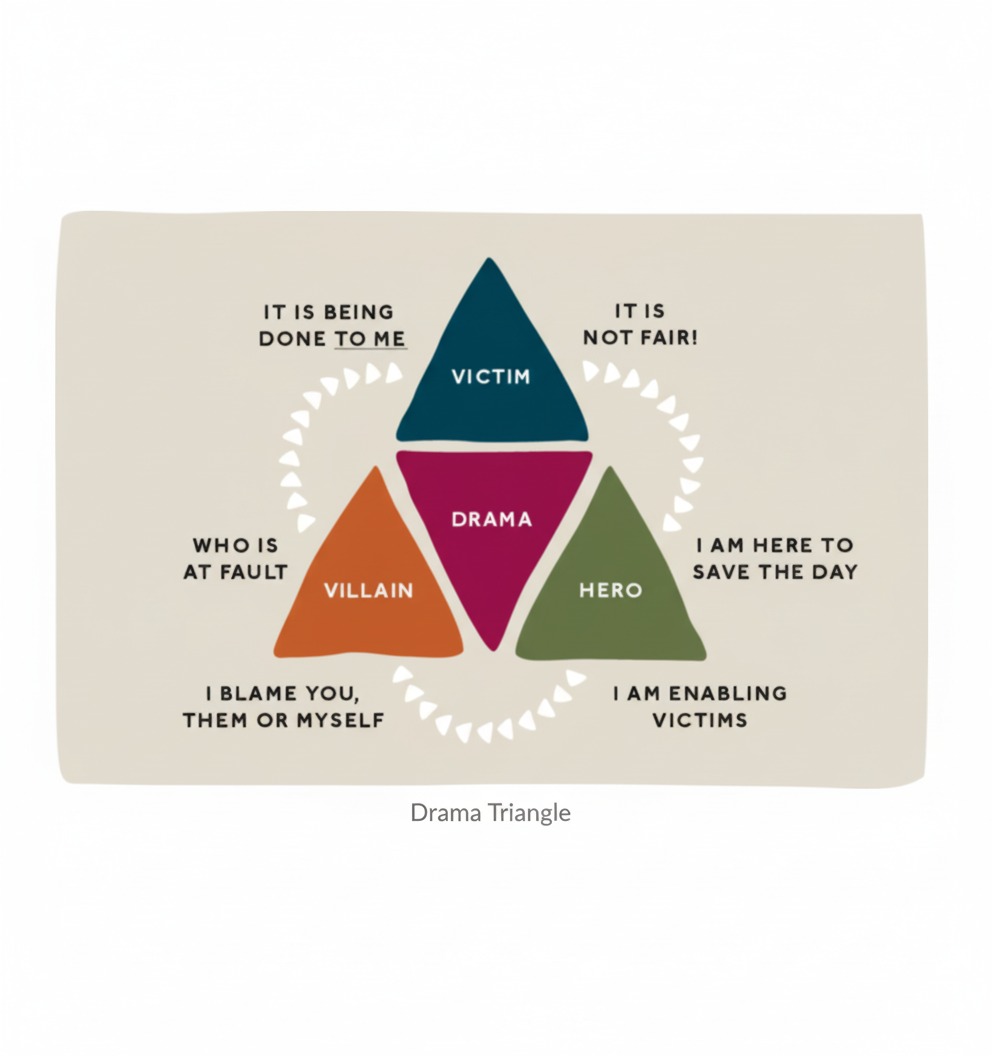 IT IS BEING
DONE TO ME
IT IS
NOT FAIR!
VICTIM
DRAMA
WHO IS
AT FAULT
I AM HERE TO
SAVE THE DAY
VILLAIN
HERO
I BLAME YOU,
THEM OR MYSELF
I AM ENABLING
VICTIMS
Drama Triangle